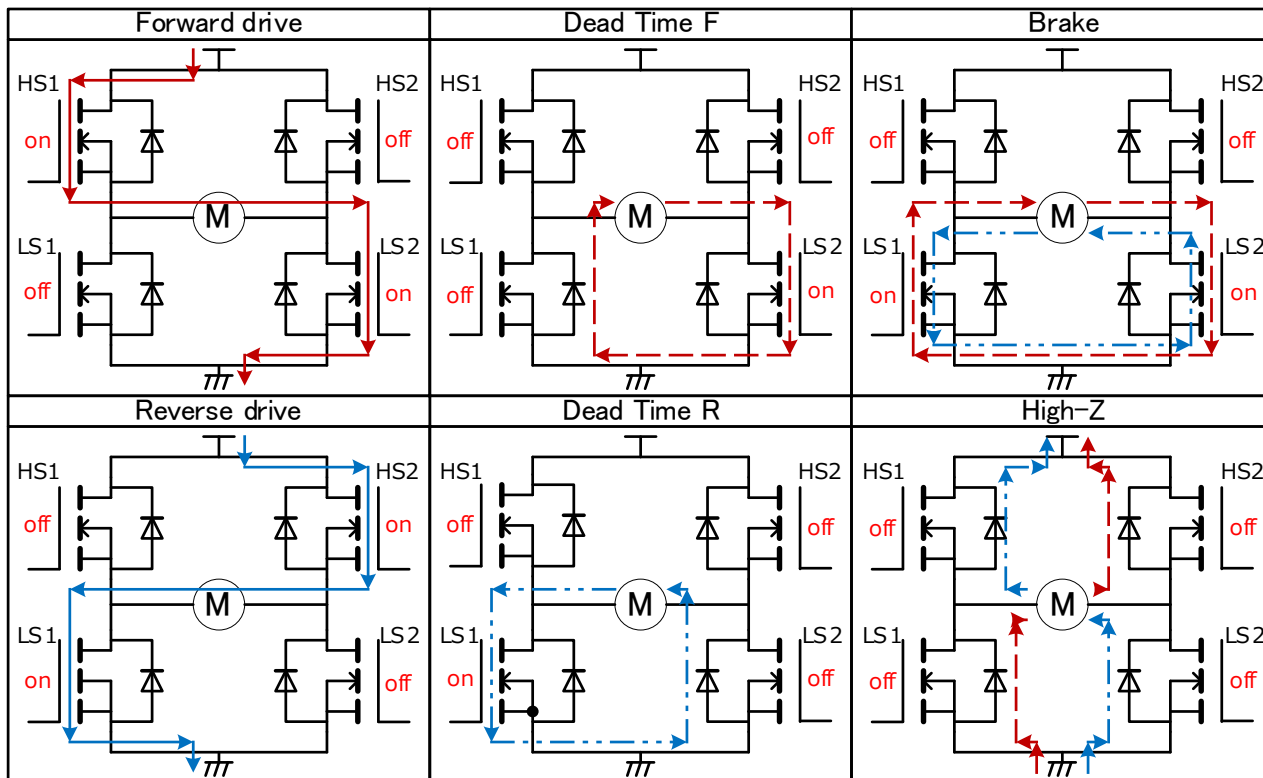 Forward drive
HS1
HS2
on
off
M
LS1
LS2
off
on
Dead Time F
HS1
HS2
off
off
M
LS1
LS2
off
on
Brake
HS1
HS2
off
off
M
LS1
LS2
on
on
Reverse drive
HS1
HS2
off
on
M
LS1
LS2
on
off
Dead Time R
HS1
HS2
off
off
M
LS1
LS2
on
off
High-Z
HS1
HS2
off
off
M
LS1
LS2
off
off